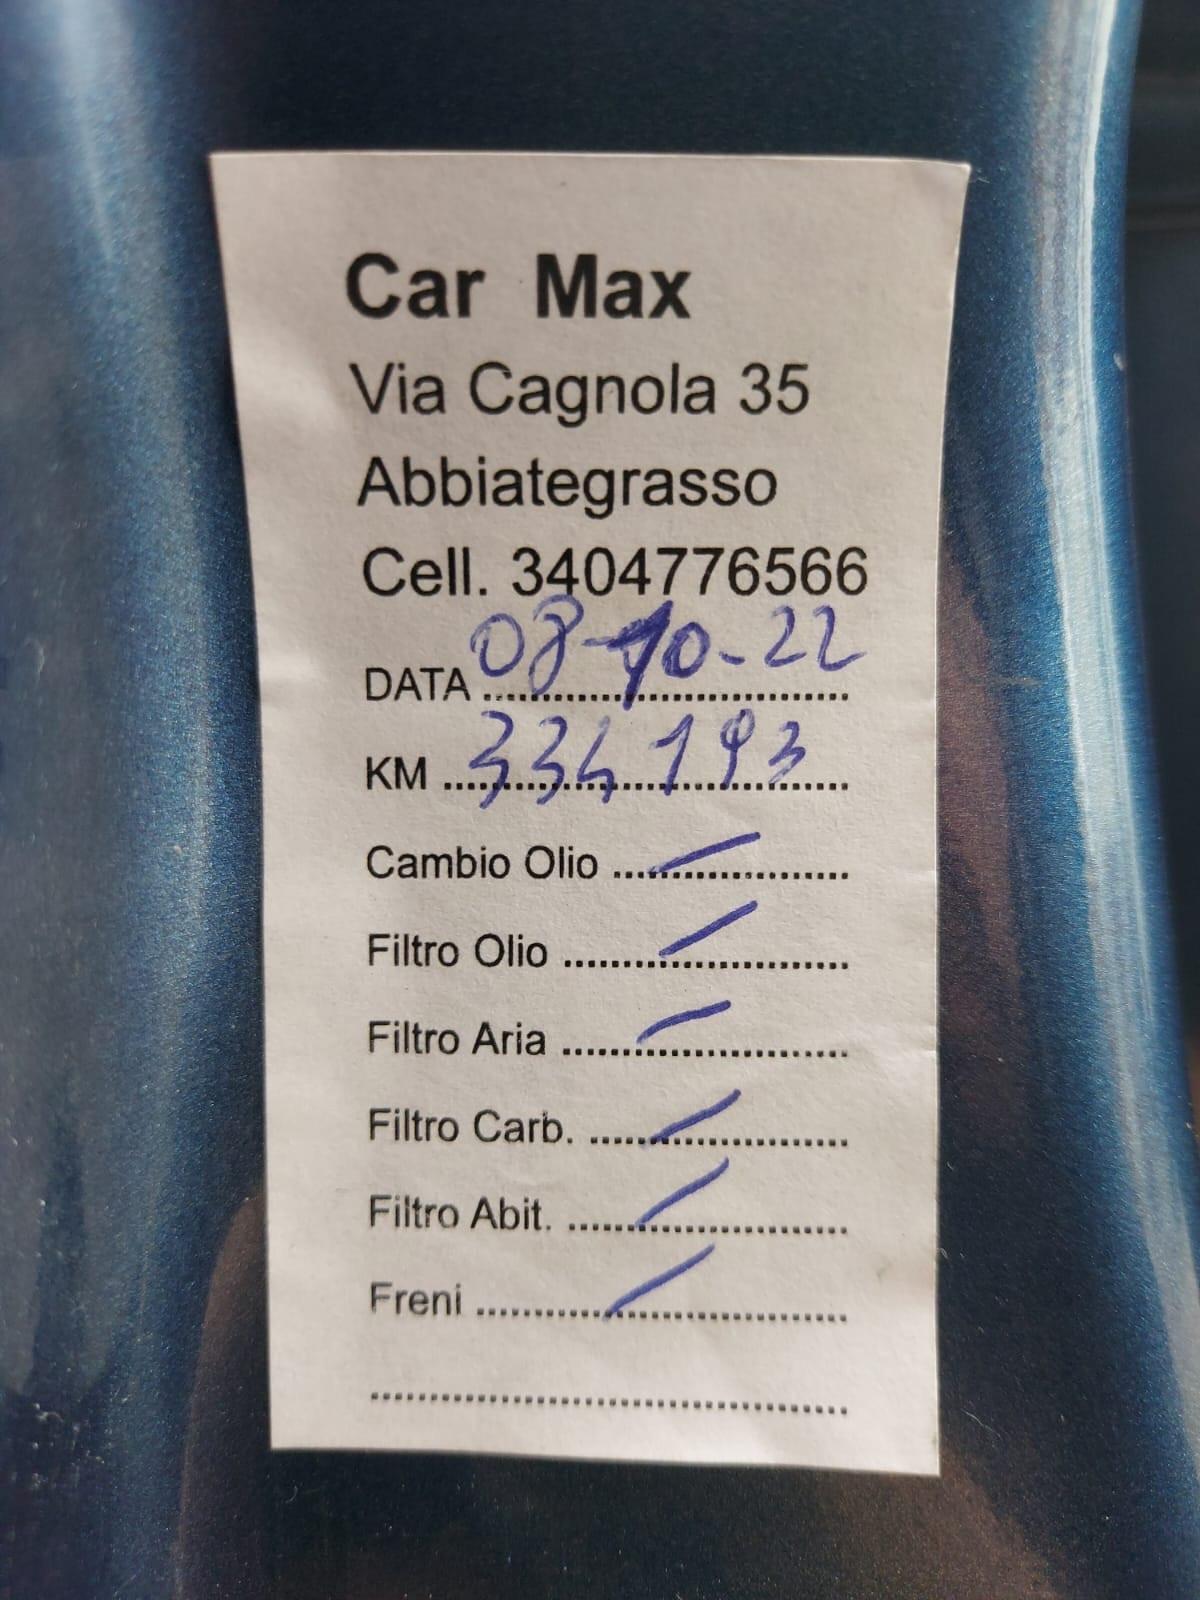 Car Max
Via Cagnola 35
Abbiategrasso
Cell. 3404776566
DATA 08-10-22
KM 334193
Cambio Olio
Filtro Olio
Filtro Aria
Filtro Carb.
Filtro Abit.
Freni